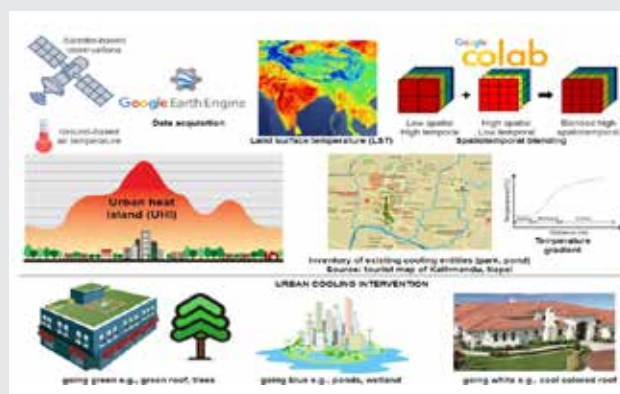 Satellite-based
observations
Google Earth Engine
Data acquisition
Ground-based
air temperature
Land surface temperature (LST)
Google
colab
Low spatial
High temporal
High spatial
Low temporal
Blended high
spatiotemporal
Spatiotemporal blending
Urban heat
island (UHI)
Inventory of existing cooling entities (park, pond)
Source: tourist map of Kathmandu, Nepal
Temperature
gradient
URBAN COOLING INTERVENTION
going green e.g., green roof, trees
going blue e.g., ponds, wetland
going white e.g., cool colored roof